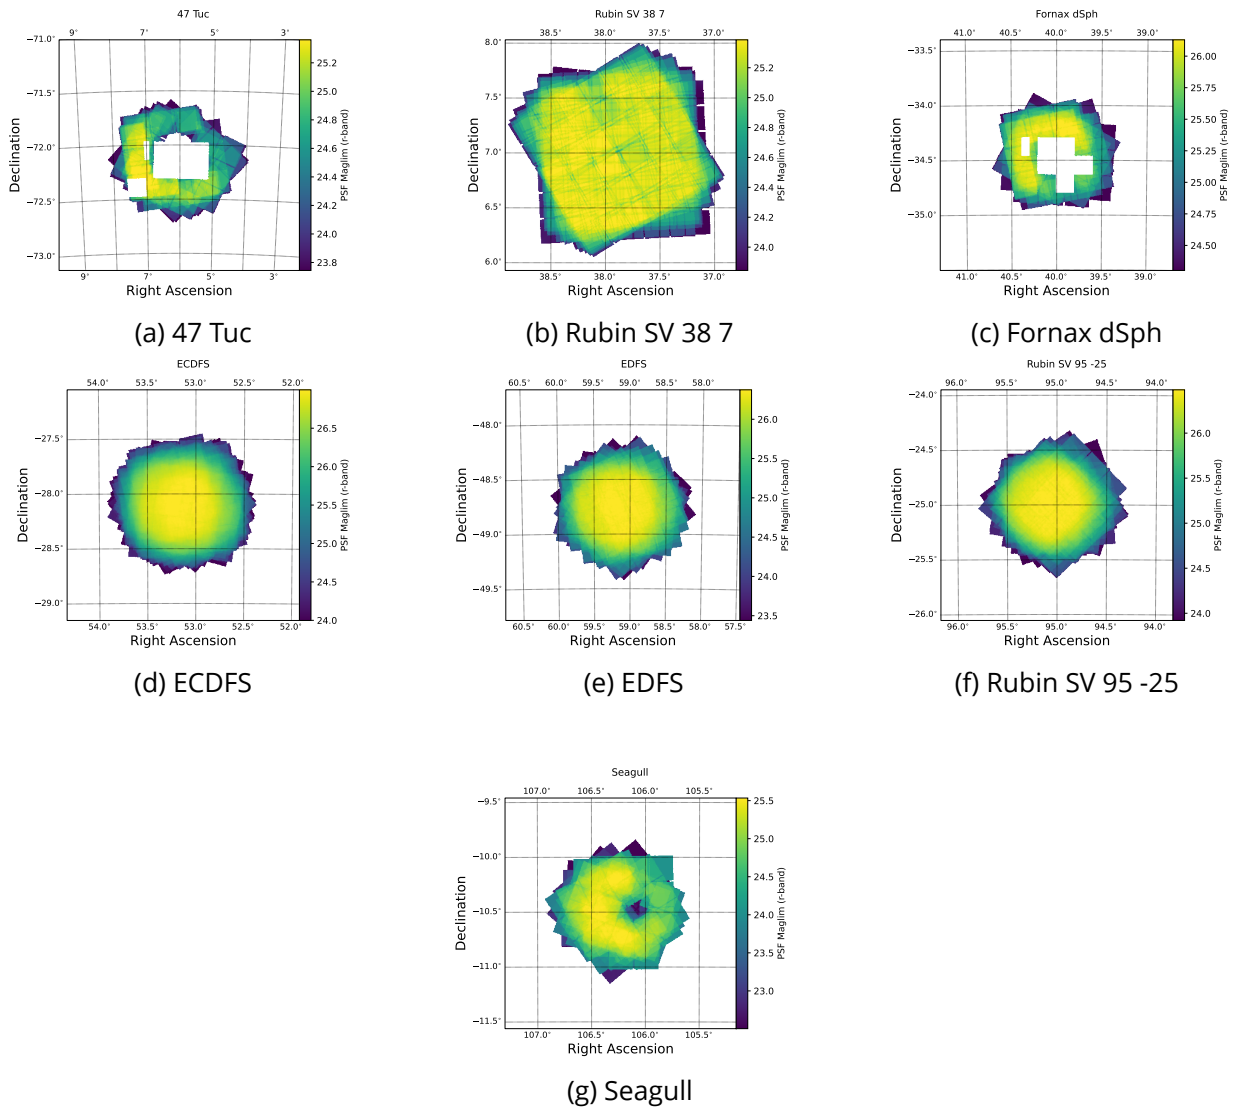 47 Tuc
9° 7° 5° 3°
−71.0°
−71.5°
−72.0°
−72.5°
−73.0°
Declination
9° 7° 5° 3°
Right Ascension
25.2
25.0
24.8
24.6
24.4
24.2
24.0
23.8
PSF Maglim (r-band)
(a) 47 Tuc
Rubin SV 38 7
38.5° 38.0° 37.5° 37.0°
8.0°
7.5°
7.0°
6.5°
6.0°
Declination
38.5° 38.0° 37.5° 37.0°
Right Ascension
25.2
25.0
24.8
24.6
24.4
24.2
24.0
PSF Maglim (r-band)
(b) Rubin SV 38 7
Fornax dSph
41.0° 40.5° 40.0° 39.5° 39.0°
−33.5°
−34.0°
−34.5°
−35.0°
Declination
41.0° 40.5° 40.0° 39.5° 39.0°
Right Ascension
26.00
25.75
25.50
25.25
25.00
24.75
24.50
PSF Maglim (r-band)
(c) Fornax dSph
ECDFS
54.0° 53.5° 53.0° 52.5° 52.0°
−27.5°
−28.0°
−28.5°
−29.0°
Declination
54.0° 53.5° 53.0° 52.5° 52.0°
Right Ascension
26.5
26.0
25.5
25.0
24.5
24.0
PSF Maglim (r-band)
(d) ECDFS
EDFS
60.5° 60.0° 59.5° 59.0° 58.5° 58.0°
−48.0°
−48.5°
−49.0°
−49.5°
Declination
60.5° 60.0° 59.5° 59.0° 58.5° 58.0° 57.5°
Right Ascension
26.0
25.5
25.0
24.5
24.0
23.5
PSF Maglim (r-band)
(e) EDFS
Rubin SV 95 -25
96.0° 95.5° 95.0° 94.5° 94.0°
−24.0°
−24.5°
−25.0°
−25.5°
−26.0°
Declination
96.0° 95.5° 95.0° 94.5° 94.0°
Right Ascension
26.0
25.5
25.0
24.5
24.0
PSF Maglim (r-band)
(f) Rubin SV 95 -25
Seagull
107.0° 106.5° 106.0° 105.5°
−9.5°
−10.0°
−10.5°
−11.0°
−11.5°
Declination
107.0° 106.5° 106.0° 105.5°
Right Ascension
25.5
25.0
24.5
24.0
23.5
23.0
PSF Maglim (r-band)
(g) Seagull